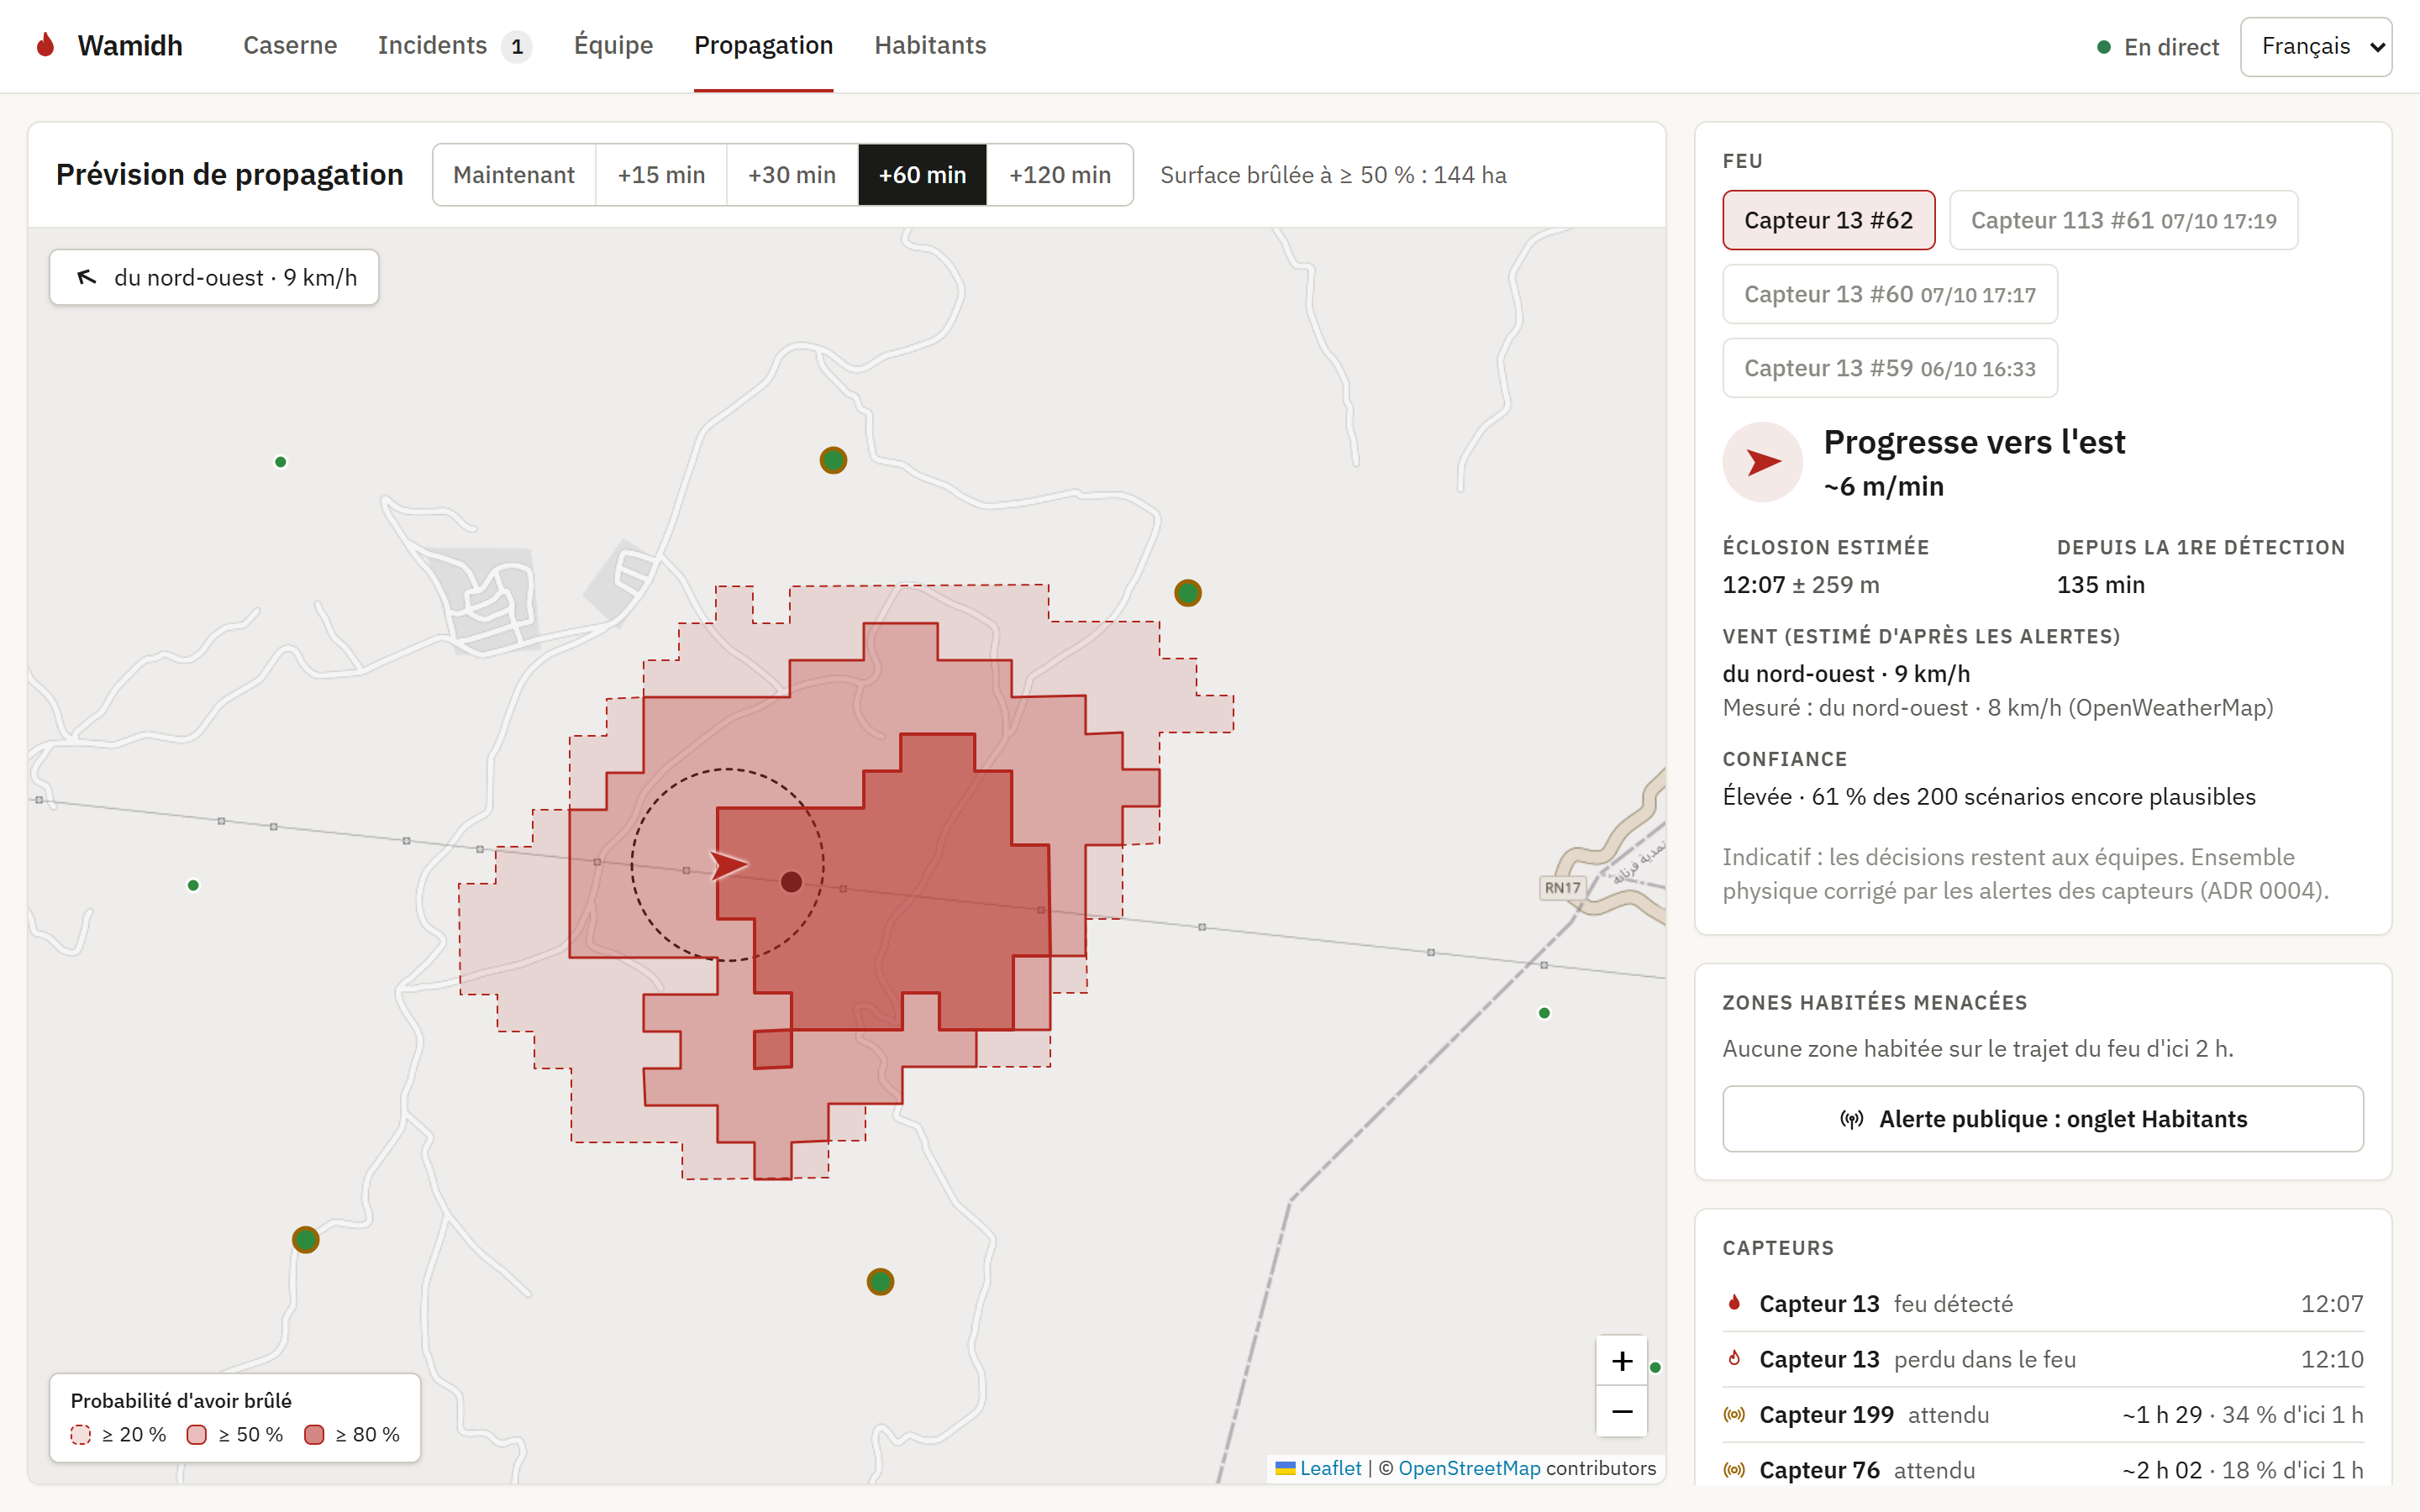 Wamidh
Caserne
Incidents 1
Équipe
Propagation
Habitants
En direct
Français
Prévision de propagation
Maintenant
+15 min
+30 min
+60 min
+120 min
Surface brûlée à ≥ 50 % : 144 ha
du nord-ouest · 9 km/h
RN17
Probabilité d'avoir brûlé
≥ 20 %
≥ 50 %
≥ 80 %
+
−
Leaflet | © OpenStreetMap contributors
FEU
Capteur 13 #62
Capteur 113 #61 07/10 17:19
Capteur 13 #60 07/10 17:17
Capteur 13 #59 06/10 16:33
Progresse vers l'est
~6 m/min
ÉCLOSION ESTIMÉE
12:07 ± 259 m
DEPUIS LA 1RE DÉTECTION
135 min
VENT (ESTIMÉ D'APRÈS LES ALERTES)
du nord-ouest · 9 km/h
Mesuré : du nord-ouest · 8 km/h (OpenWeatherMap)
CONFIANCE
Élevée · 61 % des 200 scénarios encore plausibles
Indicatif : les décisions restent aux équipes. Ensemble
physique corrigé par les alertes des capteurs (ADR 0004).
ZONES HABITÉES MENACÉES
Aucune zone habitée sur le trajet du feu d'ici 2 h.
Alerte publique : onglet Habitants
CAPTEURS
Capteur 13 feu détecté 12:07
Capteur 13 perdu dans le feu 12:10
Capteur 199 attendu ~1 h 29 · 34 % d'ici 1 h
Capteur 76 attendu ~2 h 02 · 18 % d'ici 1 h